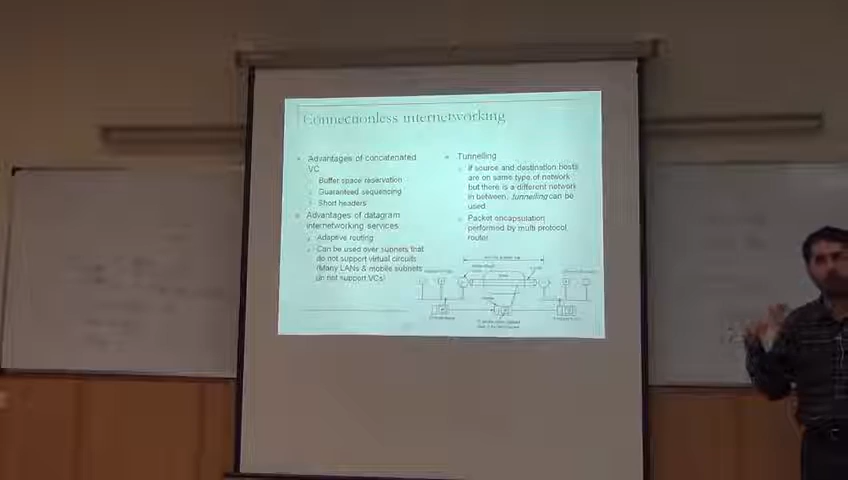 Connectionless internetworking
Advantages of concatenated
VC
Buffer space reservation
Guaranteed sequencing
Short headers
Advantages of datagram
internetworking services
Adaptive routing
Can be used over subnets that
do not support virtual circuits
(Many LANs & mobile subnets
do not support VCs)
Tunnelling
If source and destination hosts
are on same type of network
but there is a different network
in between, tunnelling can be
used
Packet encapsulation
performed by multi protocol
router